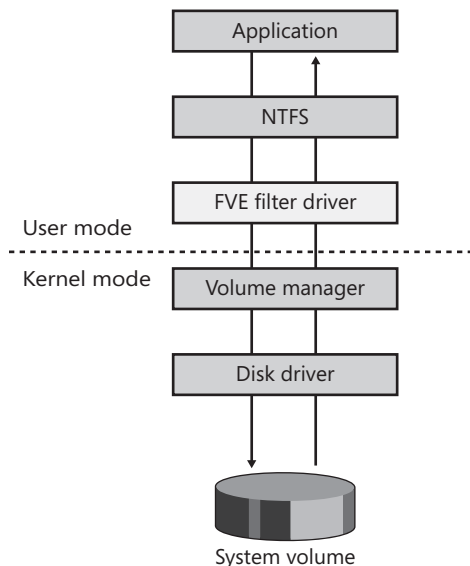 Application
NTFS
FVE filter driver
User mode
Kernel mode
Volume manager
Disk driver
System volume